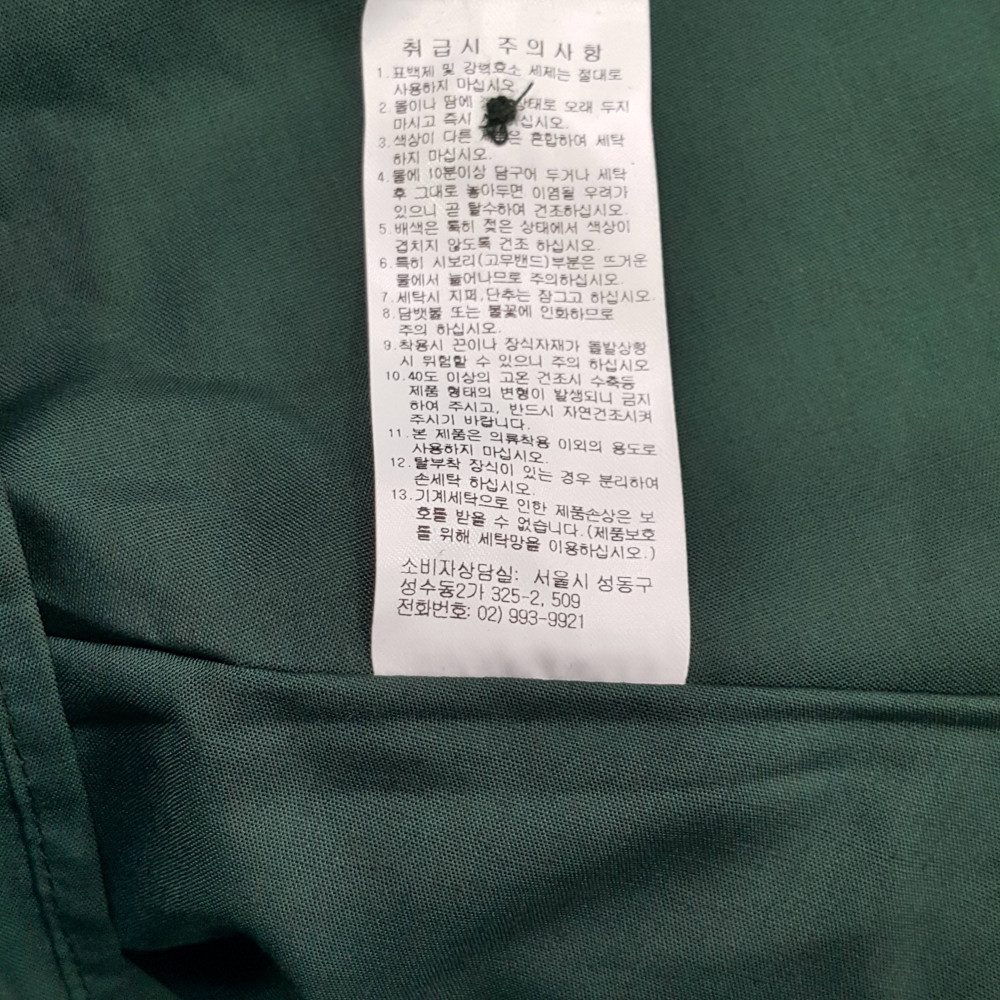 취급시 주의사항
1.표백제 및 강력효소 세제는 절대로
사용하지 마십시오
2.물이나 땀에 상태로 오래 두지
마시고 즉시 십시오.
3.색상이 다른 은 혼합하여 세탁
하지 마십시오.
4.물에 10분이상 담구어 두거나 세탁
후 그대로 놓아두면 이염될 우려가
있으니 곧 탈수하여 건조하십시오.
5.배색은 특히 젖은 상태에서 색상이
겹치지 않도록 건조 하십시오.
6.특히 시보리(고무밴드)부분은 뜨거운
물에서 늘어나므로 주의하십시오.
7.세탁시 지퍼,단추는 잠그고 하십시오.
8.담뱃불 또는 불꽃에 인화하므로
주의 하십시오.
9.착용시 끈이나 장식자재가 돌발상황
시 위험할 수 있으니 주의 하십시오
10.40도 이상의 고온 건조시 수축등
제품 형태의 변형이 발생되니 금지
하여 주시고, 반드시 자연건조시켜
주시기 바랍니다.
11.본 제품은 의류착용 이외의 용도로
사용하지 마십시오.
12.탈부착 장식이 있는 경우 분리하여
손세탁 하십시오.
13.기계세탁으로 인한 제품손상은 보
호를 받을 수 없습니다.(제품보호
를 위해 세탁망을 이용하십시오.)
소비자상담실: 서울시 성동구
성수동2가 325-2, 509
전화번호: 02) 993-9921